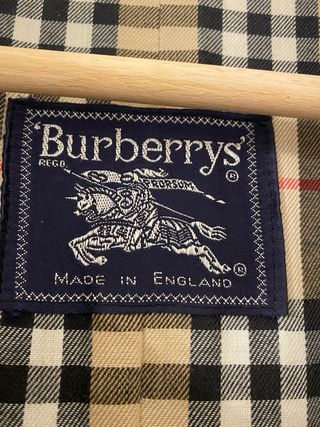 'Burberrys'
REGD.
PRORSUM
®
®
MADE IN ENGLAND